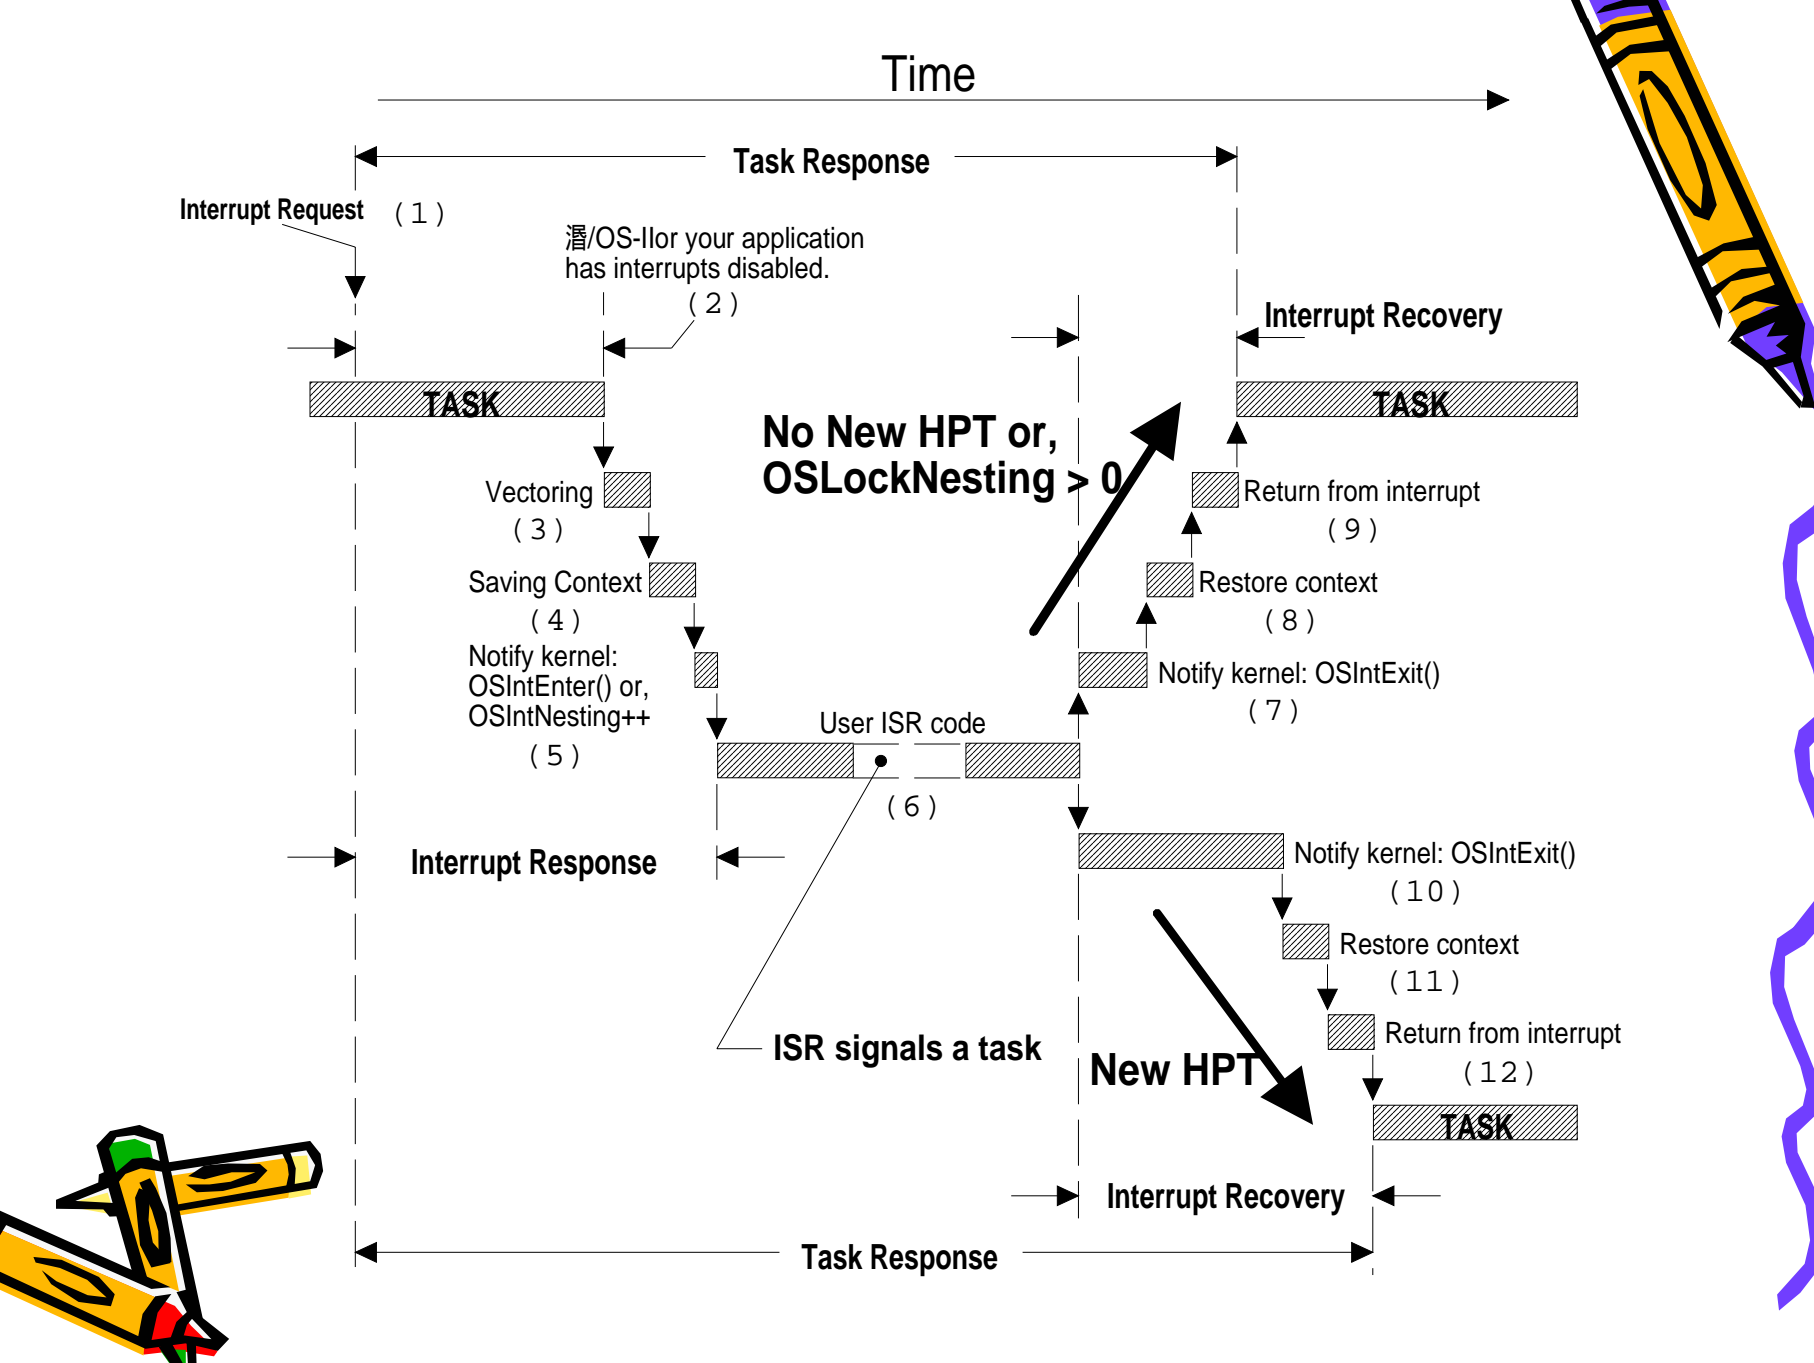 Time
Task Response
Interrupt Request (1)
濁/OS-IIor your application
has interrupts disabled.
(2)
Interrupt Recovery
TASK
TASK
No New HPT or,
OSLockNesting > 0
Vectoring
(3)
Return from interrupt
(9)
Saving Context
(4)
Restore context
(8)
Notify kernel:
OSIntEnter() or,
OSIntNesting++
(5)
Notify kernel: OSIntExit()
(7)
User ISR code
(6)
Interrupt Response
Notify kernel: OSIntExit()
(10)
Restore context
(11)
ISR signals a task
New HPT
Return from interrupt
(12)
TASK
Interrupt Recovery
Task Response